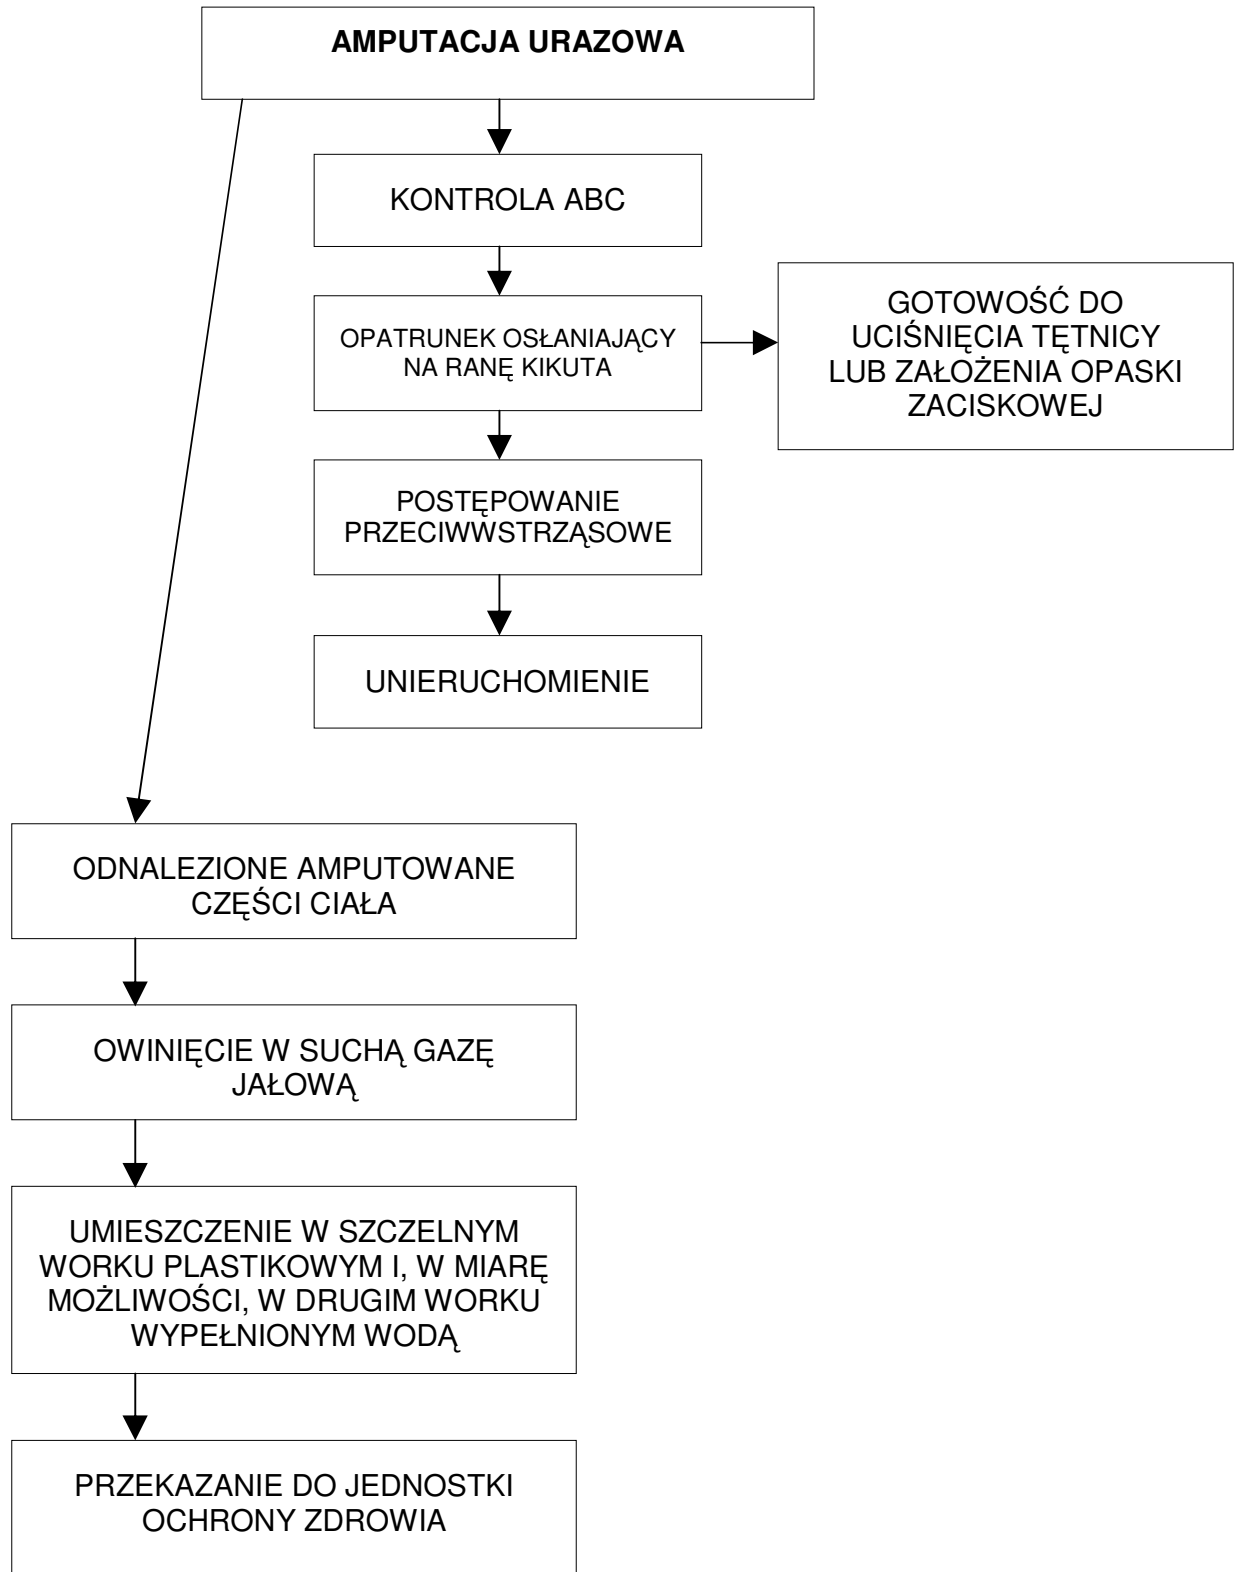 AMPUTACJA URAZOWA
KONTROLA ABC
OPATRUNEK OSŁANIAJĄCY
NA RANĘ KIKUTA
GOTOWOŚĆ DO
UCIŚNIĘCIA TĘTNICY
LUB ZAŁOŻENIA OPASKI
ZACISKOWEJ
POSTĘPOWANIE
PRZECIWWSTRZĄSOWE
UNIERUCHOMIENIE
ODNALEZIONE AMPUTOWANE
CZĘŚCI CIAŁA
OWINIĘCIE W SUCHĄ GAZĘ
JAŁOWĄ
UMIESZCZENIE W SZCZELNYM
WORKU PLASTIKOWYM I, W MIARĘ
MOŻLIWOŚCI, W DRUGIM WORKU
WYPEŁNIONYM WODĄ
PRZEKAZANIE DO JEDNOSTKI
OCHRONY ZDROWIA